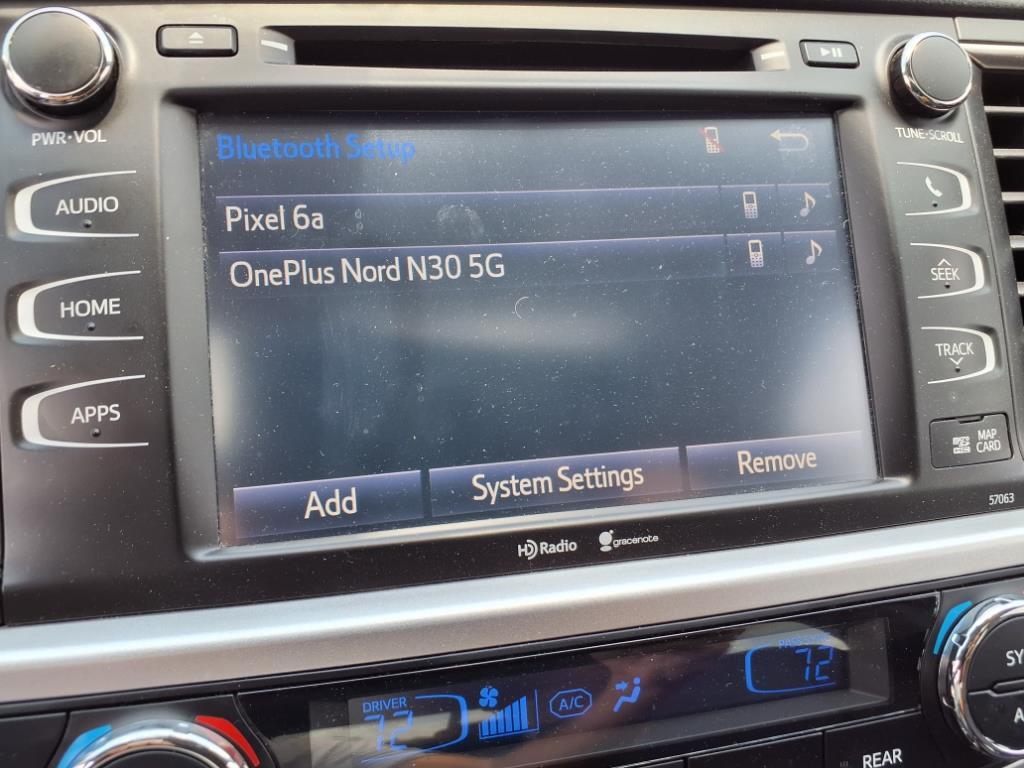 PWR•VOL
TUNE•SCROLL
Bluetooth Setup
AUDIO
Pixel 6a
OnePlus Nord N30 5G
SEEK
HOME
TRACK
APPS
MAP
CARD
Add
System Settings
Remove
57063
HD Radio
gracenote
PASSENGER
72
DRIVER
72
A/C
REAR